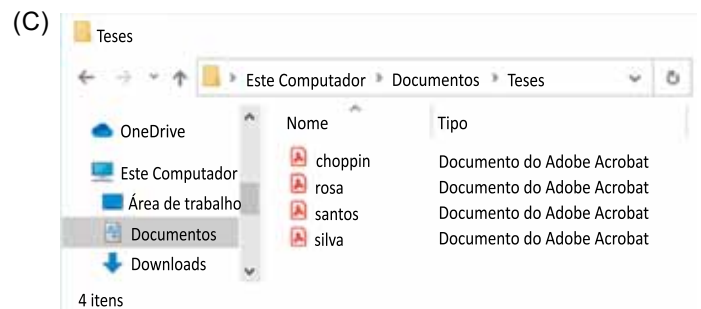 (C)
Teses
Este Computador Documentos Teses
Nome Tipo
OneDrive
Este Computador
Área de trabalho
Documentos
Downloads
choppin Documento do Adobe Acrobat
rosa Documento do Adobe Acrobat
santos Documento do Adobe Acrobat
silva Documento do Adobe Acrobat
4 itens